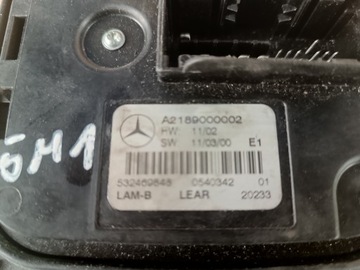 A2189000002
HW 11/02
SW 11/03/00 E1
532469848 0540342 01
LAM-B LEAR 20233